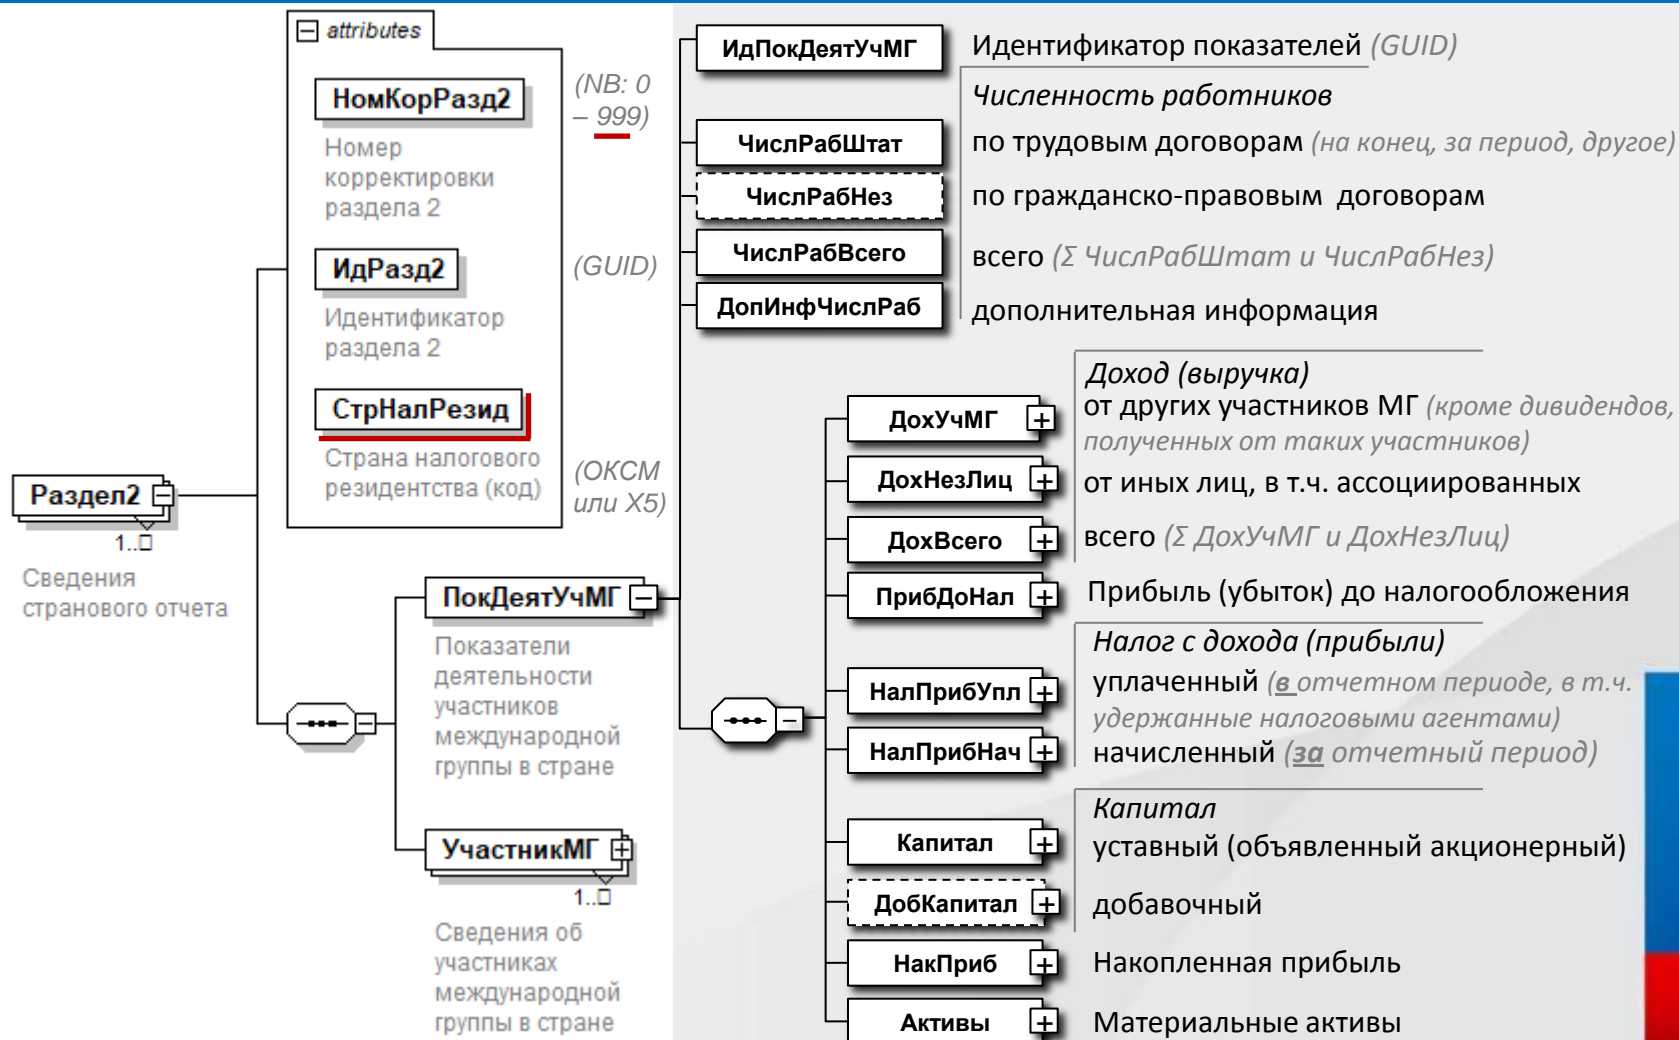 attributes
НомКорРазд2
(NB: 0
– 999)
Номер
корректировки
раздела 2
ИдРазд2
(GUID)
Идентификатор
раздела 2
СтрНалРезид
Страна налогового
резидентства (код)
(ОКСМ
или X5)
Раздел2
1..
Сведения
странового отчета
ПокДеятУчМГ
Показатели
деятельности
участников
международной
группы в стране
УчастникМГ
1..
Сведения об
участниках
международной
группы в стране
ИдПокДеятУчМГ
Идентификатор показателей (GUID)
Численность работников
ЧислРабШтат
по трудовым договорам (на конец, за период, другое)
ЧислРабНез
по гражданско-правовым договорам
ЧислРабВсего
всего (Σ ЧислРабШтат и ЧислРабНез)
ДопИнфЧислРаб
дополнительная информация
Доход (выручка)
ДохУчМГ
от других участников МГ (кроме дивидендов,
полученных от таких участников)
ДохНезЛиц
от иных лиц, в т.ч. ассоциированных
ДохВсего
всего (Σ ДохУчМГ и ДохНезЛиц)
ПрибДоНал
Прибыль (убыток) до налогообложения
Налог с дохода (прибыли)
НалПрибУпл
уплаченный (в отчетном периоде, в т.ч.
удержанные налоговыми агентами)
НалПрибНач
начисленный (за отчетный период)
Капитал
Капитал
уставный (объявленный акционерный)
ДобКапитал
добавочный
НакПриб
Накопленная прибыль
Активы
Материальные активы